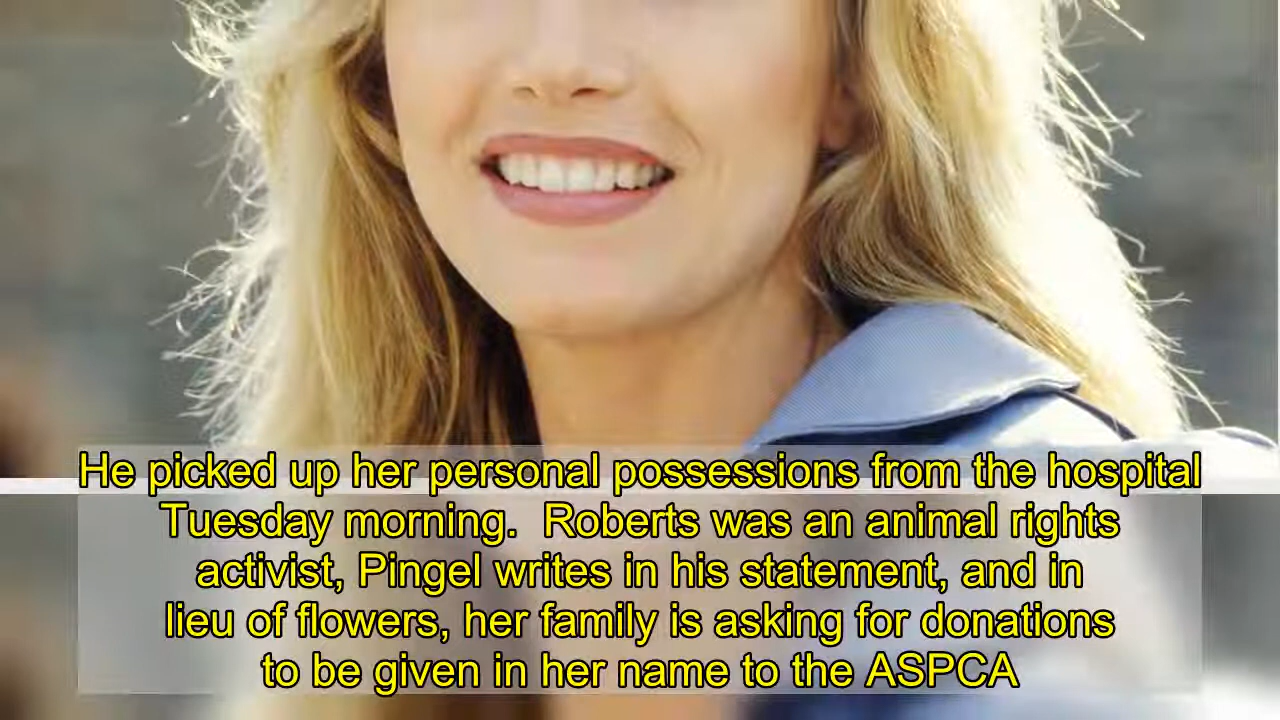 He picked up her personal possessions from the hospital
Tuesday morning.  Roberts was an animal rights
activist, Pingel writes in his statement, and in
lieu of flowers, her family is asking for donations
to be given in her name to the ASPCA